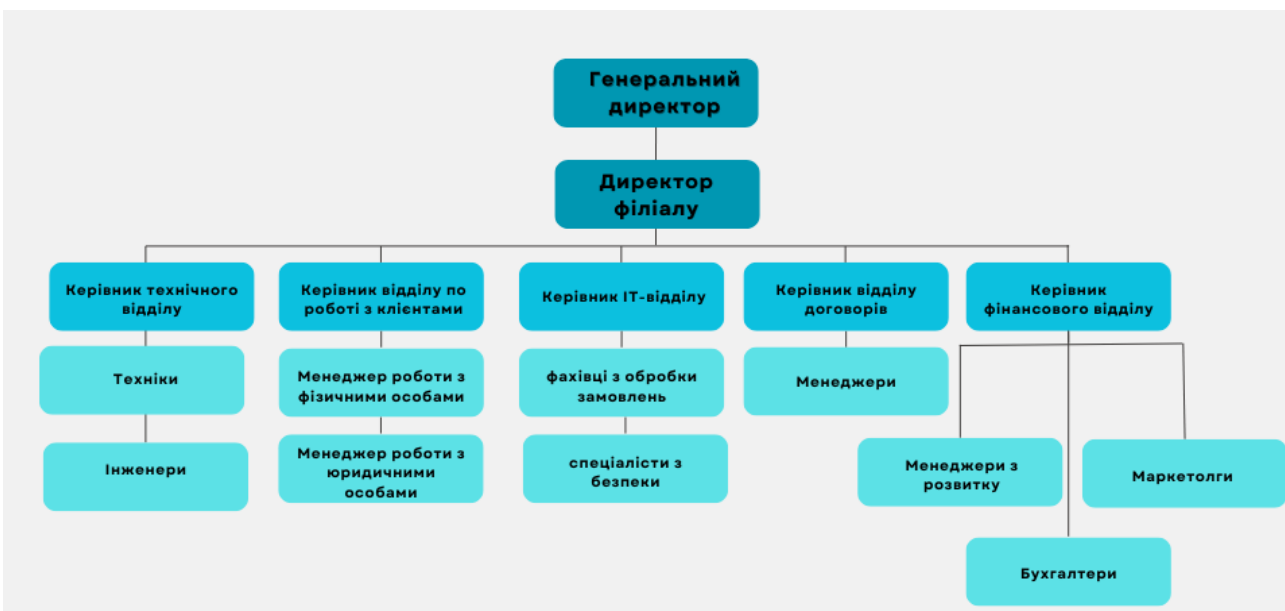 Генеральний
директор
Директор
філіалу
Керівник технічного
відділу
Керівник відділу по
роботі з клієнтами
Керівник ІТ-відділу
Керівник відділу
договорів
Керівник
фінансового відділу
Техніки
Менеджер роботи з
фізичними особами
фахівці з обробки
замовлень
Менеджери
Інженери
Менеджер роботи з
юридичними
особами
спеціалісти з
безпеки
Менеджери з
розвитку
Маркетолги
Бухгалтери